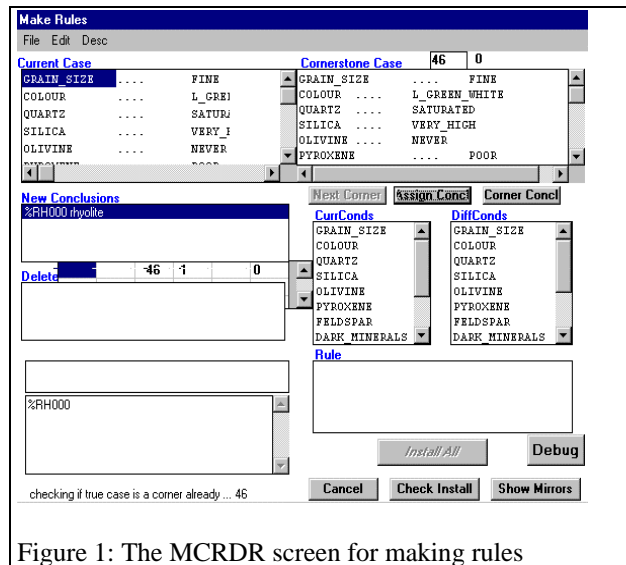 Make Rules
File Edit Desc
Current Case
GRAIN_SIZE .... FINE
COLOUR .... L_GREI
QUARTZ .... SATURA
SILICA .... VERY_H
OLIVINE .... NEVER
Cornerstone Case 46 0
GRAIN_SIZE .... FINE
COLOUR .... L_GREEN_WHITE
QUARTZ .... SATURATED
SILICA .... VERY_HIGH
OLIVINE .... NEVER
PYROXENE .... POOR
Next Corner Assign Concl Corner Concl
New Conclusions
%RH000 rhyolite
-46 -1 0
Delete
CurrConds
GRAIN_SIZE
COLOUR
QUARTZ
SILICA
OLIVINE
PYROXENE
FELDSPAR
DARK_MINERALS
DiffConds
GRAIN_SIZE
COLOUR
QUARTZ
SILICA
OLIVINE
PYROXENE
FELDSPAR
DARK_MINERALS
Rule
%RH000
Install All Debug
checking if true case is a corner already ... 46
Cancel Check Install Show Mirrors
Figure 1: The MCRDR screen for making rules